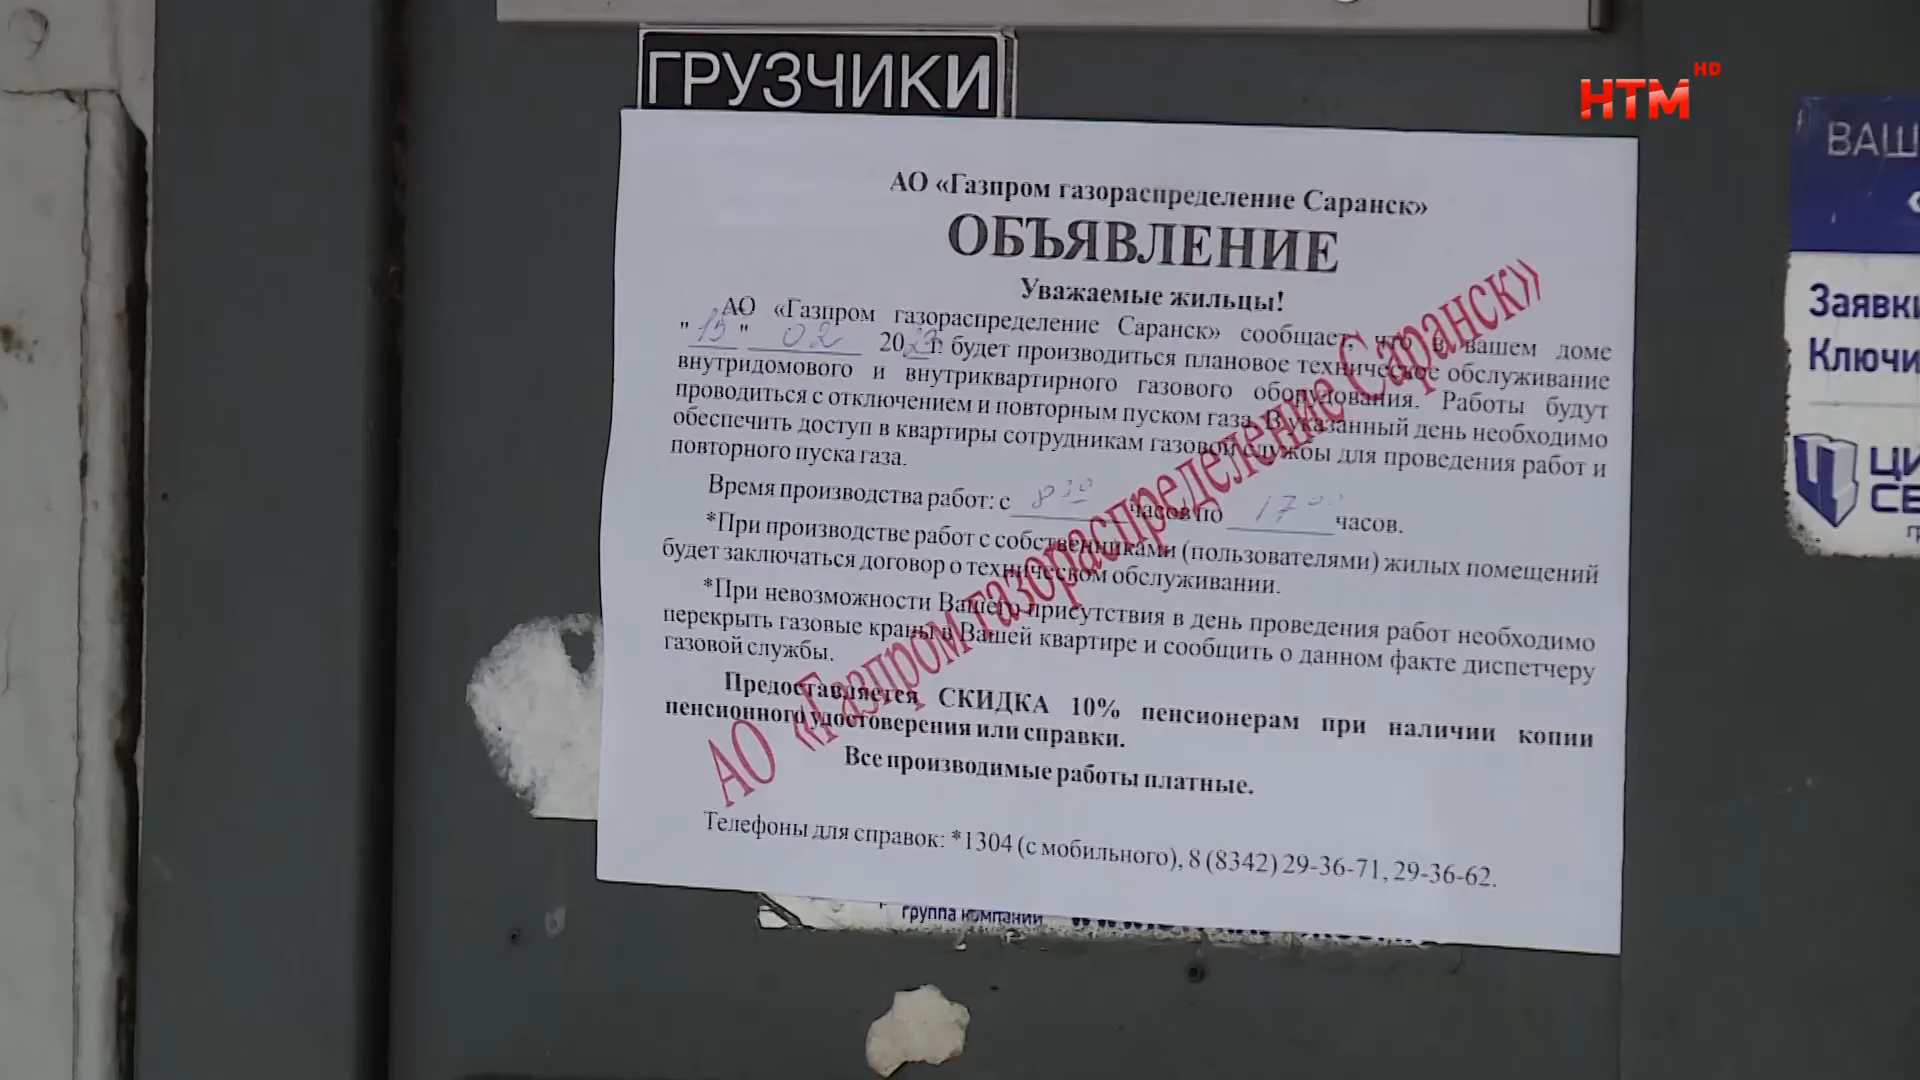 ГРУЗЧИКИ
НТМ HD
ВАШ
Заявки
Ключи
АО «Газпром газораспределение Саранск»
ОБЪЯВЛЕНИЕ
Уважаемые жильцы!
АО «Газпром газораспределение Саранск» сообщает, что в вашем доме
"15" 02 2023г. будет производиться плановое техническое обслуживание
внутридомового и внутриквартирного газового оборудования. Работы будут
проводиться с отключением и повторным пуском газа. В указанный день необходимо
обеспечить доступ в квартиры сотрудникам газовой службы для проведения работ и
повторного пуска газа.
Время производства работ: с 8 30 часов по 17 00 часов.
*При производстве работ с собственниками (пользователями) жилых помещений
будет заключаться договор о техническом обслуживании.
*При невозможности Вашего присутствия в день проведения работ необходимо
перекрыть газовые краны в Вашей квартире и сообщить о данном факте диспетчеру
газовой службы.
Предоставляется СКИДКА 10% пенсионерам при наличии копии
пенсионного удостоверения или справки.
Все производимые работы платные.
Телефоны для справок: *1304 (с мобильного), 8 (8342) 29-36-71, 29-36-62.
АО «Газпром газораспределение Саранск»
группа компании